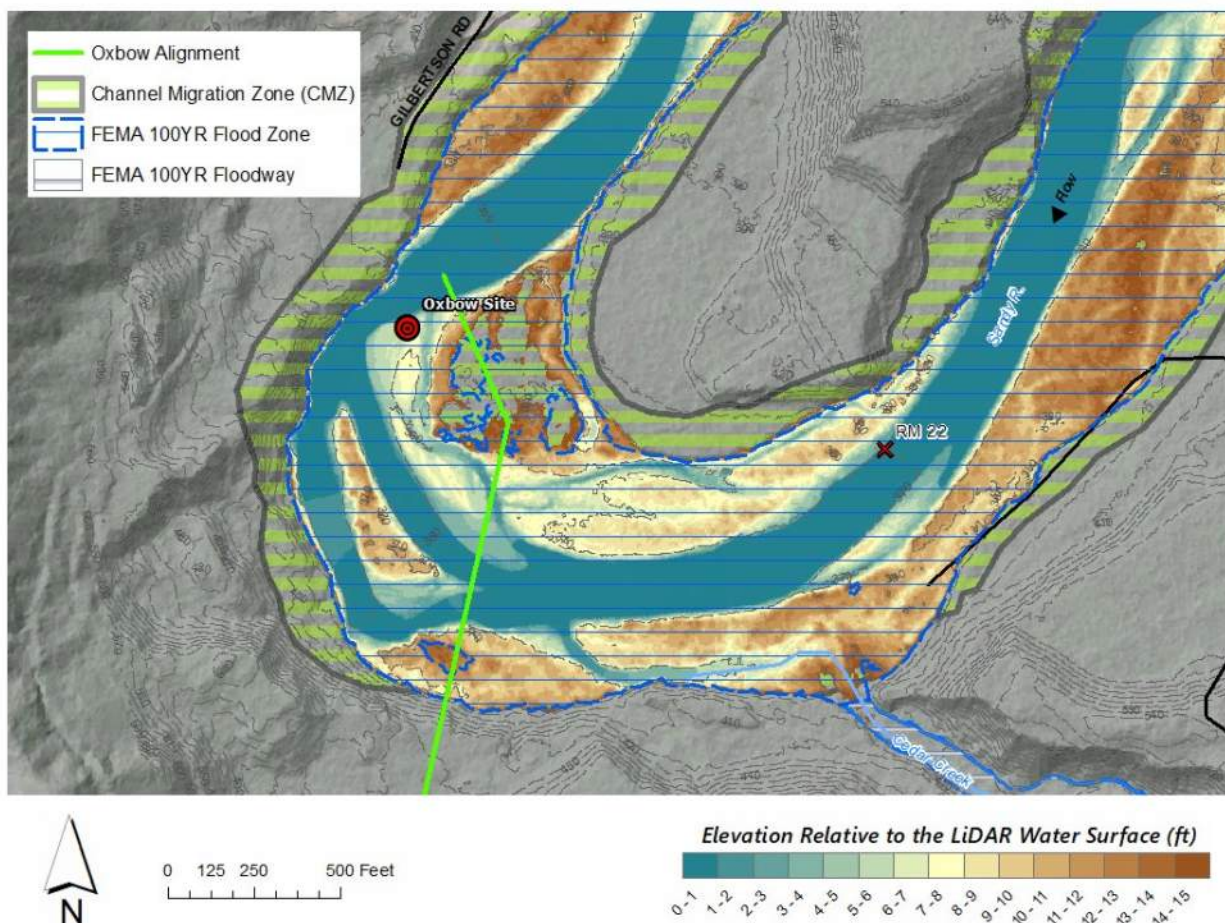 Oxbow Alignment
Channel Migration Zone (CMZ)
FEMA 100YR Flood Zone
FEMA 100YR Floodway
GILBERTSON RD
Flow
Oxbow Site
Sandy R.
RM 22
Cedar Creek
N
0 125 250 500 Feet
Elevation Relative to the LiDAR Water Surface (ft)
0 - 1
1 - 2
2 - 3
3 - 4
4 - 5
5 - 6
6 - 7
7 - 8
8 - 9
9 - 10
10 - 11
11 - 12
12 - 13
13 - 14
14 - 15